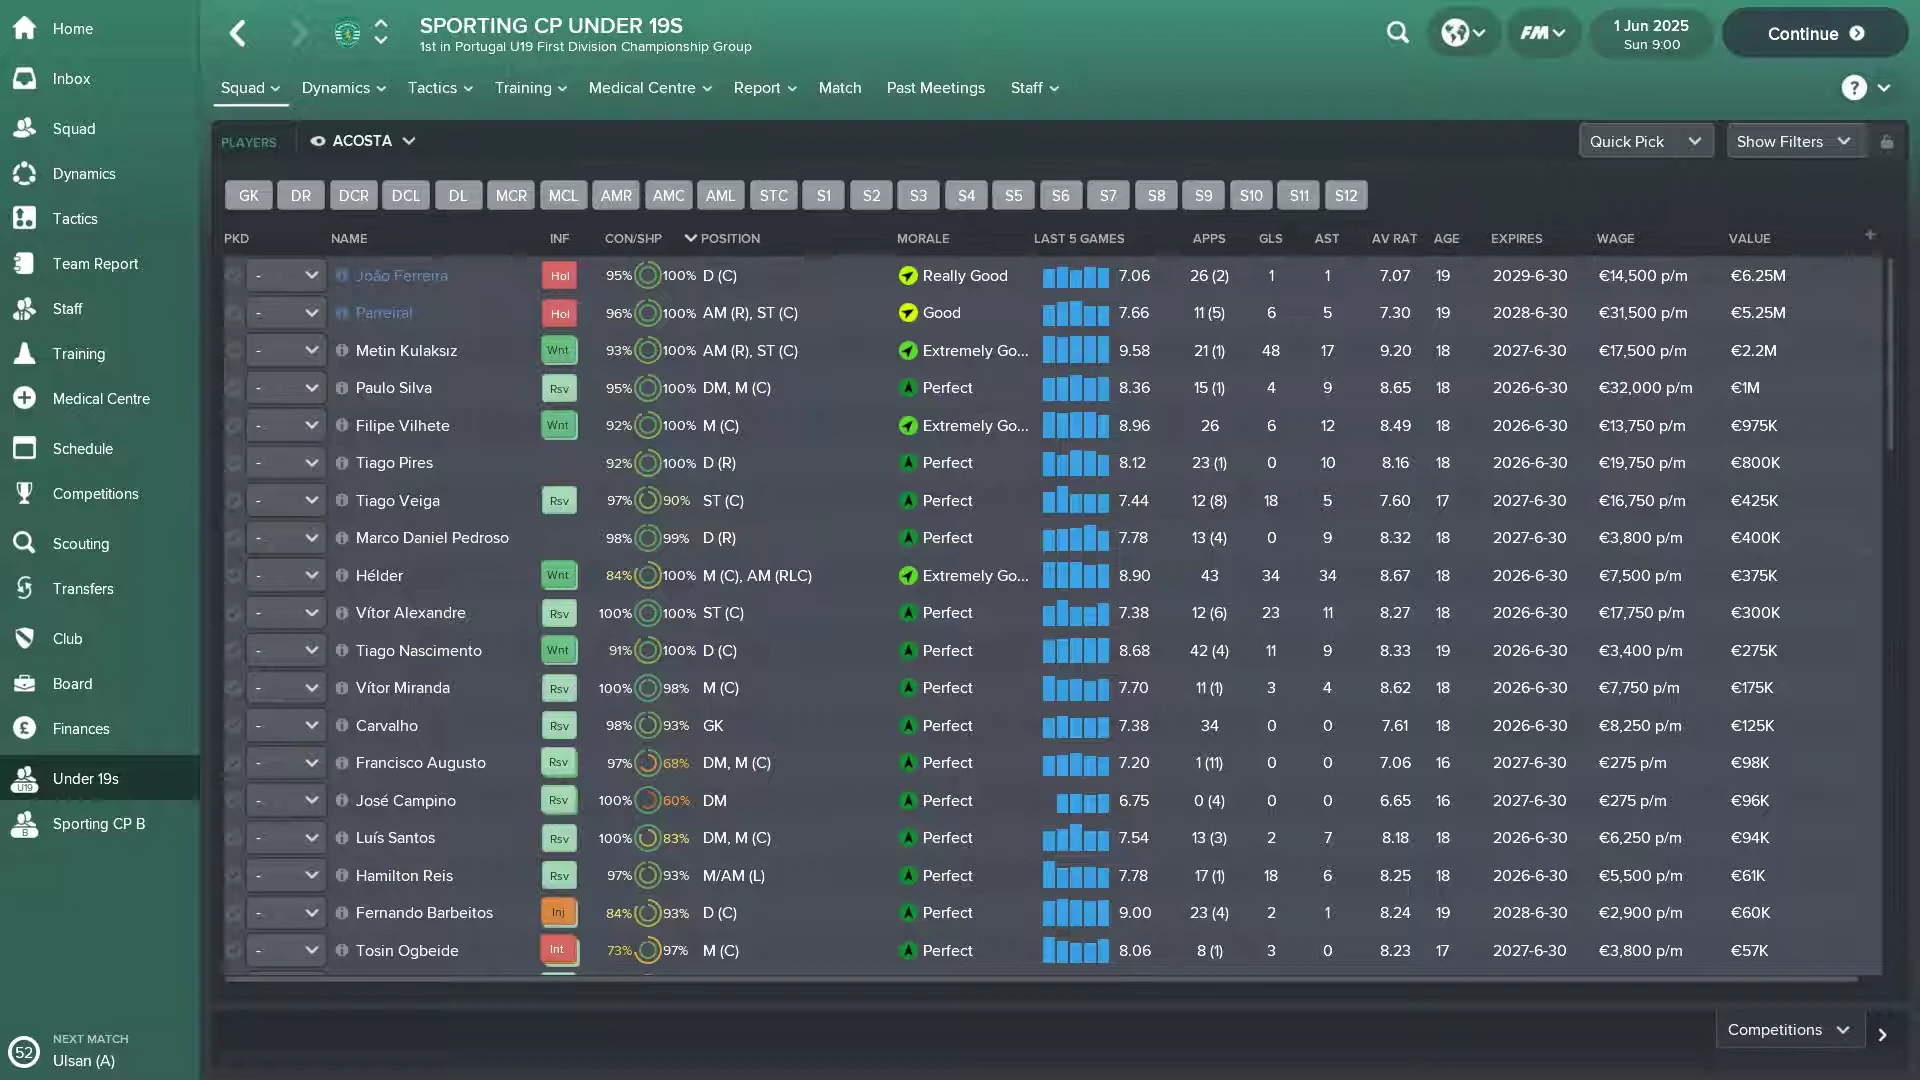 Home
Inbox
Squad
Dynamics
Tactics
Team Report
Staff
Training
Medical Centre
Schedule
Competitions
Scouting
Transfers
Club
Board
Finances
U19 Under 19s
B Sporting CP B
NEXT MATCH
52 Ulsan (A)
SPORTING CP UNDER 19S
1st in Portugal U19 First Division Championship Group
FM
1 Jun 2025
Sun 9:00
Continue
Squad Dynamics Tactics Training Medical Centre Report Match Past Meetings Staff ?
PLAYERS ACOSTA Quick Pick Show Filters
GK DR DCR DCL DL MCR MCL AMR AMC AML STC S1 S2 S3 S4 S5 S6 S7 S8 S9 S10 S11 S12
PKD NAME INF CON/SHP POSITION MORALE LAST 5 GAMES APPS GLS AST AV RAT AGE EXPIRES WAGE VALUE +
- João Ferreira Hol 95% 100% D (C) Really Good 7.06 26 (2) 1 1 7.07 19 2029-6-30 €14,500 p/m €6.25M
- Parreiral Hol 96% 100% AM (R), ST (C) Good 7.66 11 (5) 6 5 7.30 19 2028-6-30 €31,500 p/m €5.25M
- Metin Kulaksız Wnt 93% 100% AM (R), ST (C) Extremely Go... 9.58 21 (1) 48 17 9.20 18 2027-6-30 €17,500 p/m €2.2M
- Paulo Silva Rsv 95% 100% DM, M (C) Perfect 8.36 15 (1) 4 9 8.65 18 2026-6-30 €32,000 p/m €1M
- Filipe Vilhete Wnt 92% 100% M (C) Extremely Go... 8.96 26 6 12 8.49 18 2026-6-30 €13,750 p/m €975K
- Tiago Pires 92% 100% D (R) Perfect 8.12 23 (1) 0 10 8.16 18 2026-6-30 €19,750 p/m €800K
- Tiago Veiga Rsv 97% 90% ST (C) Perfect 7.44 12 (8) 18 5 7.60 17 2027-6-30 €16,750 p/m €425K
- Marco Daniel Pedroso 98% 99% D (R) Perfect 7.78 13 (4) 0 9 8.32 18 2026-6-30 €3,800 p/m €400K
- Hélder Wnt 84% 100% M (C), AM (RLC) Extremely Go... 8.90 43 34 34 8.67 18 2026-6-30 €7,500 p/m €375K
- Vítor Alexandre Rsv 100% 100% ST (C) Perfect 7.38 12 (6) 23 11 8.27 18 2026-6-30 €17,750 p/m €300K
- Tiago Nascimento Wnt 91% 100% D (C) Perfect 8.68 42 (4) 11 9 8.33 19 2026-6-30 €3,400 p/m €275K
- Vítor Miranda Rsv 100% 98% M (C) Perfect 7.70 11 (1) 3 4 8.62 18 2026-6-30 €7,750 p/m €175K
- Carvalho Rsv 98% 93% GK Perfect 7.38 34 0 0 7.61 18 2026-6-30 €8,250 p/m €125K
- Francisco Augusto Rsv 97% 68% DM, M (C) Perfect 7.20 1 (11) 0 0 7.06 16 2027-6-30 €275 p/m €98K
- José Campino Rsv 100% 60% DM Perfect 6.75 0 (4) 0 0 6.65 16 2027-6-30 €275 p/m €96K
- Luís Santos Rsv 100% 83% DM, M (C) Perfect 7.54 13 (3) 2 7 8.18 18 2026-6-30 €6,250 p/m €94K
- Hamilton Reis Rsv 97% 93% M/AM (L) Perfect 7.78 17 (1) 18 6 8.25 18 2026-6-30 €5,500 p/m €61K
- Fernando Barbeitos Inj 84% 93% D (C) Perfect 9.00 23 (4) 2 1 8.24 19 2028-6-30 €2,900 p/m €60K
- Tosin Ogbeide Int 73% 97% M (C) Perfect 8.06 8 (1) 3 0 8.23 17 2027-6-30 €3,800 p/m €57K
Competitions